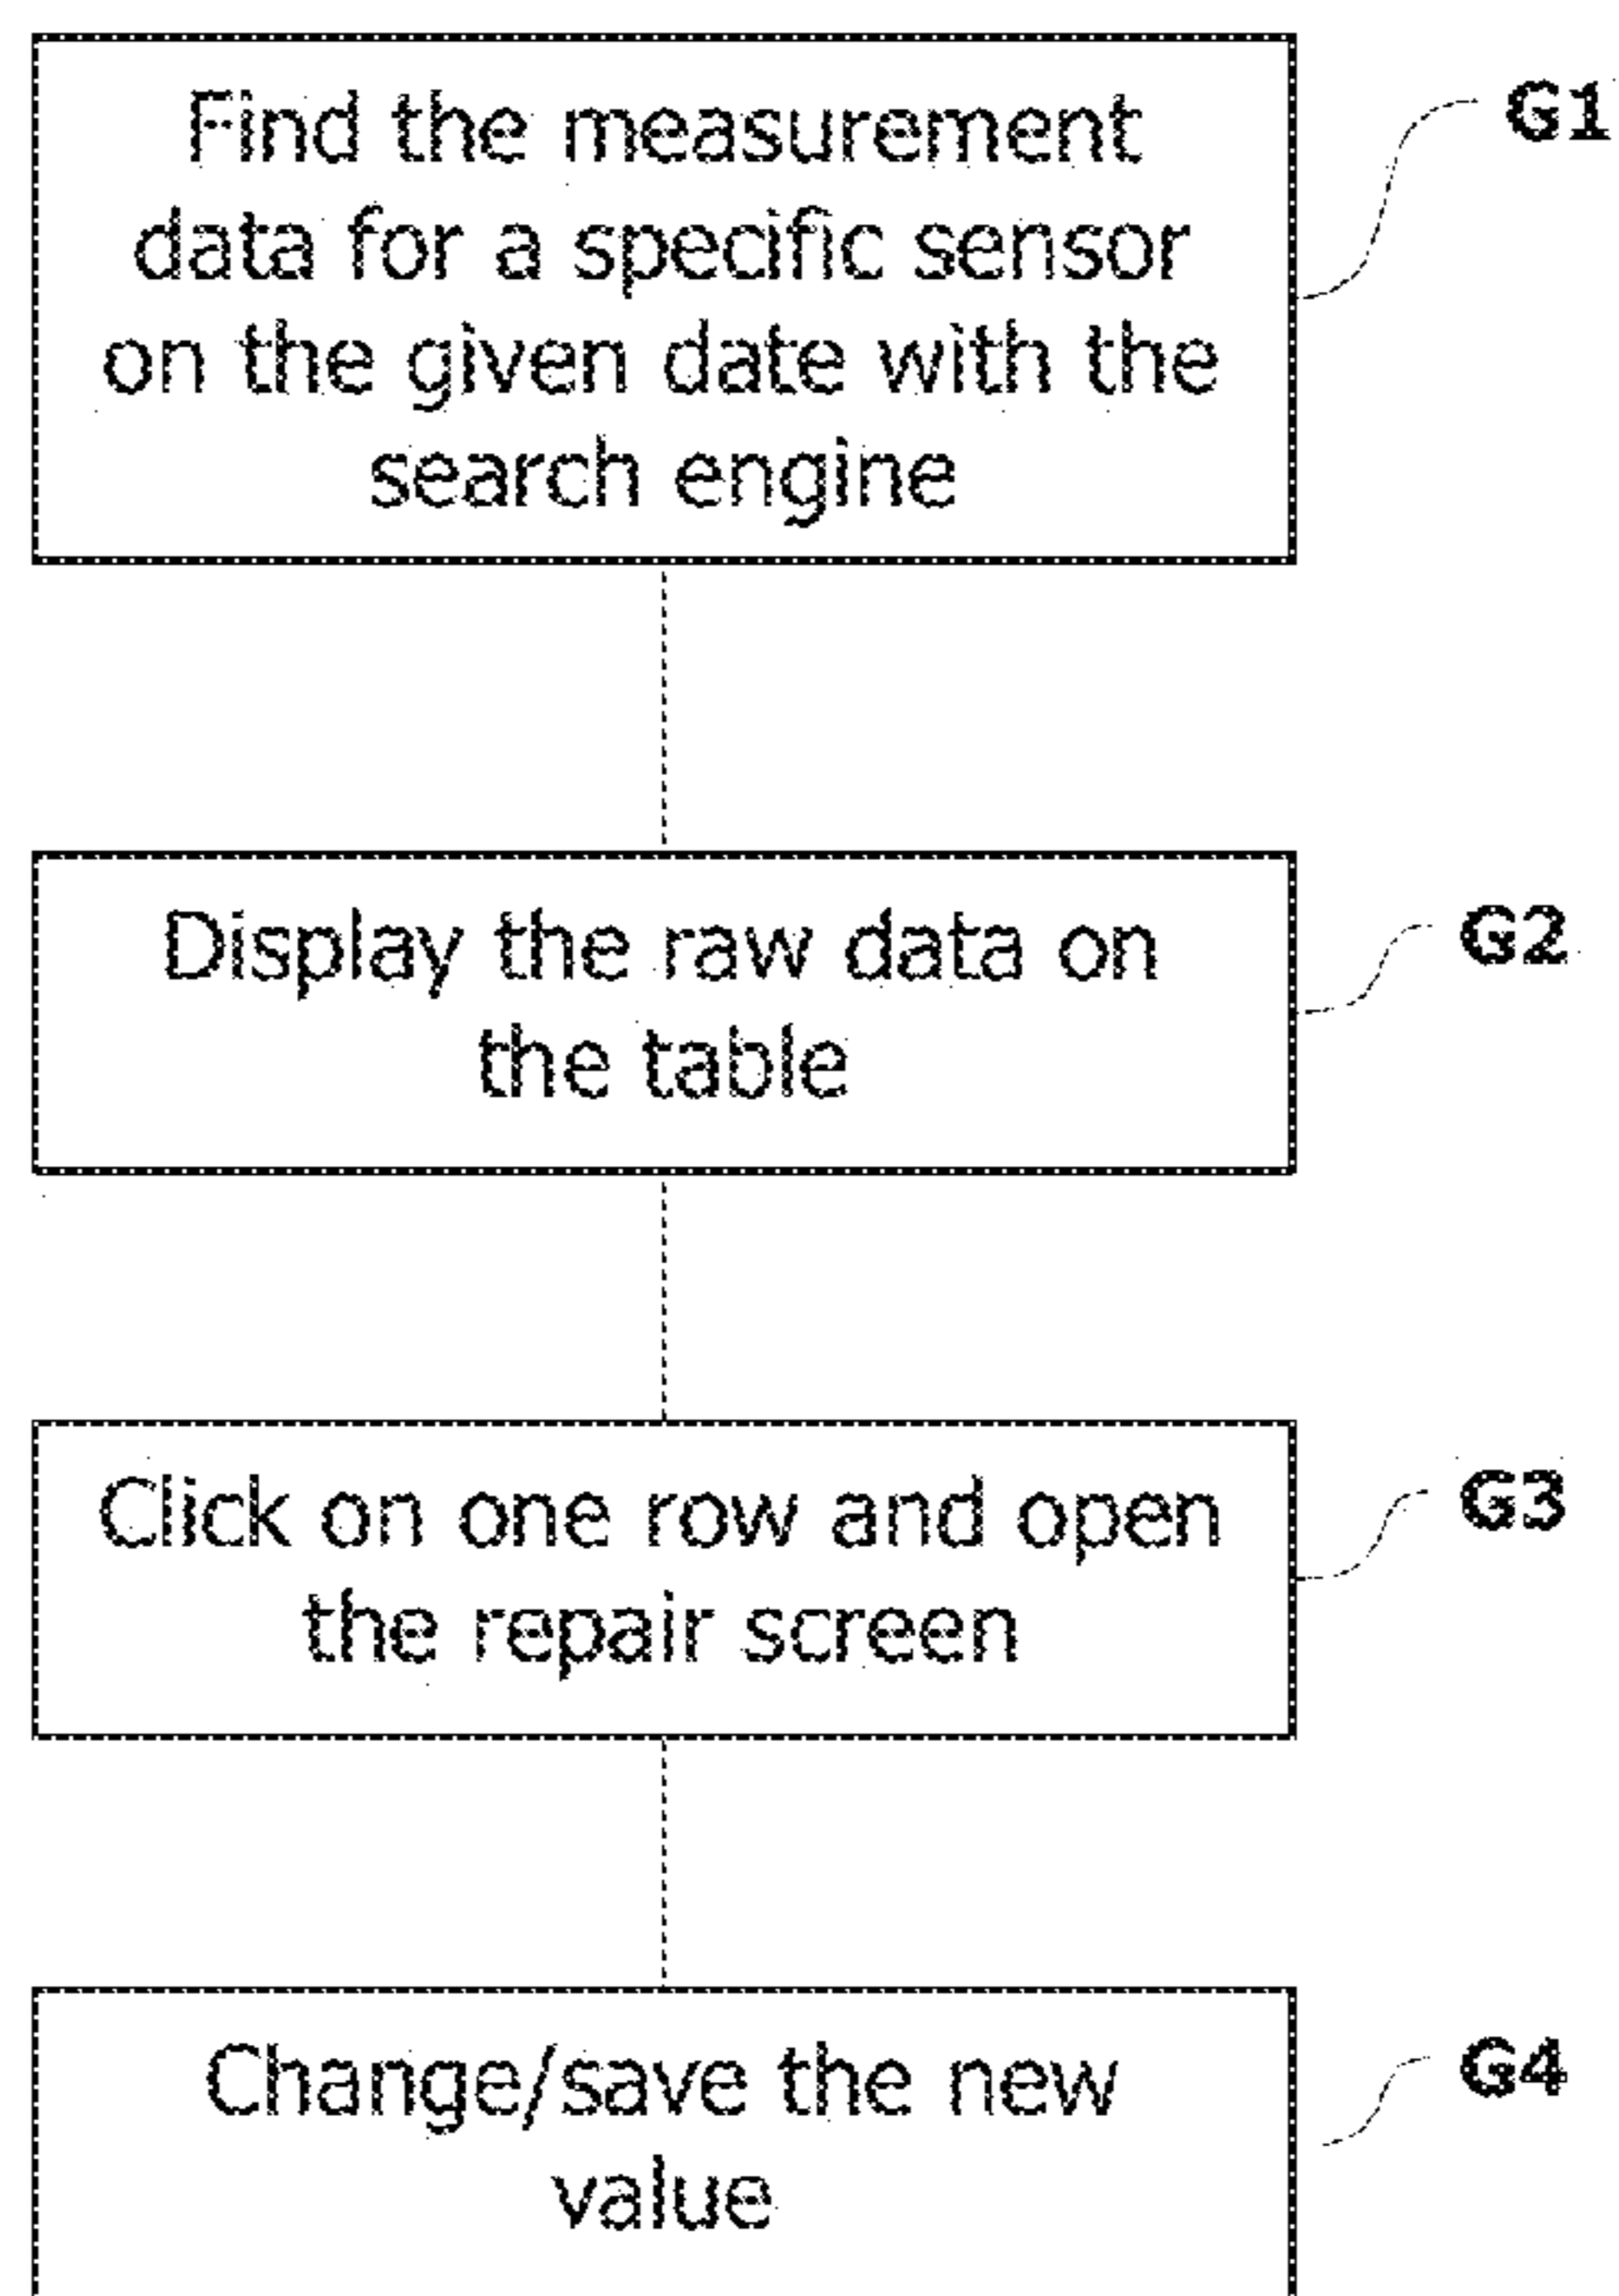 Find the measurement
data for a specific sensor
on the given date with the
search engine
G1
Display the raw data on
the table
G2
Click on one row and open
the repair screen
G3
Change/save the new
value
G4